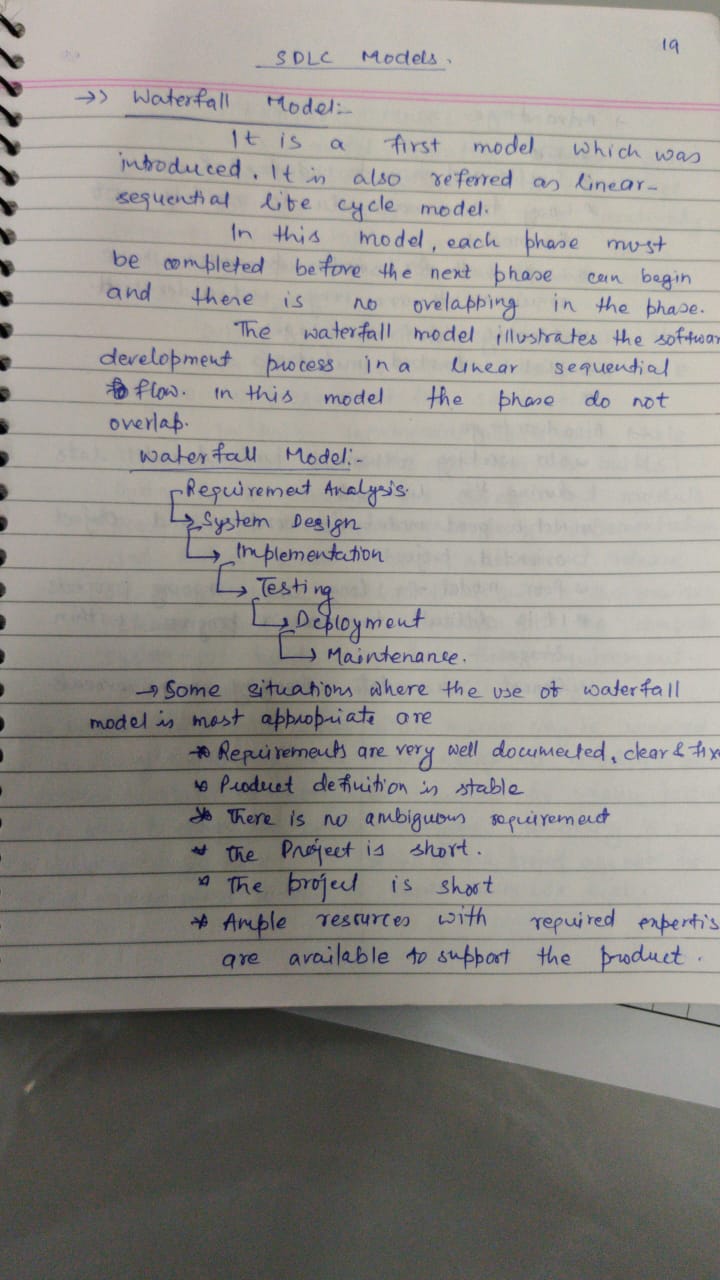 19
SDLC Models.
→> Waterfall Model:-
It is a first model which was
introduced. It is also referred as linear-
sequential life cycle model.
In this model, each phase must
be completed before the next phase can begin
and there is no ovelapping in the phase.
The waterfall model illustrates the softwar
development process in a linear sequential
flow. In this model the phase do not
overlap.
Waterfall Model:-
Requirement Analysis.
→ System Design
→ Implementation
→ Testing
→ Deployment
→ Maintenance.
→ Some situations where the use of waterfall
model is most appropriate are
* Requirements are very well documented, clear & fixe
* Product definition is stable
* There is no ambiguous requirement
* The Project is short.
* The project is short
* Ample resources with required expertis
are available to support the product.